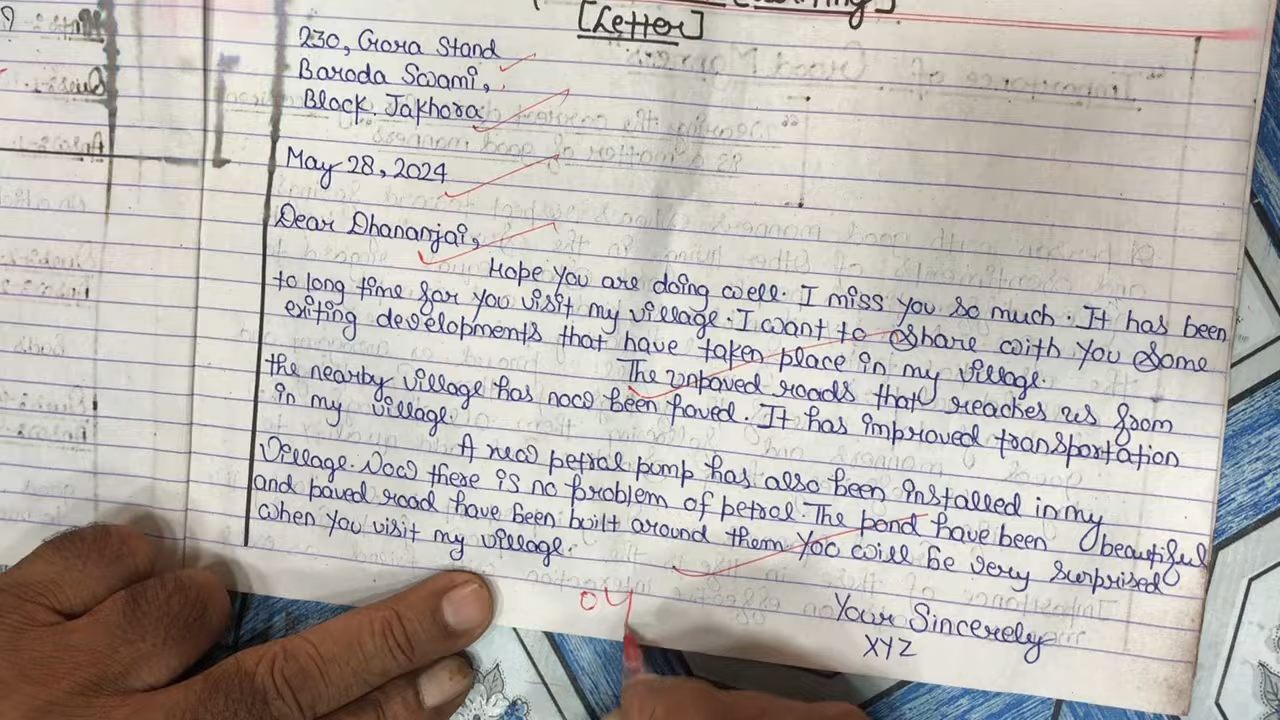 [Letter]
230, Gora Stand
Baroda Swami,
Block Jakhora
May 28, 2024
Dear Dhananjai,
Hope you are doing well. I miss you so much. It has been
to long time for you visit my village. I want to share with you some
exiting developments that have taken place in my village.
The unpaved roads that reaches us from
the nearby village has now been paved. It has improved transportation
in my village.
A new petrol pump has also been installed in my
village. Now there is no problem of petrol. The pond have been beautiful
and paved road have been built around them you will be very surprised
when you visit my village.
Your Sincerely
XYZ
04